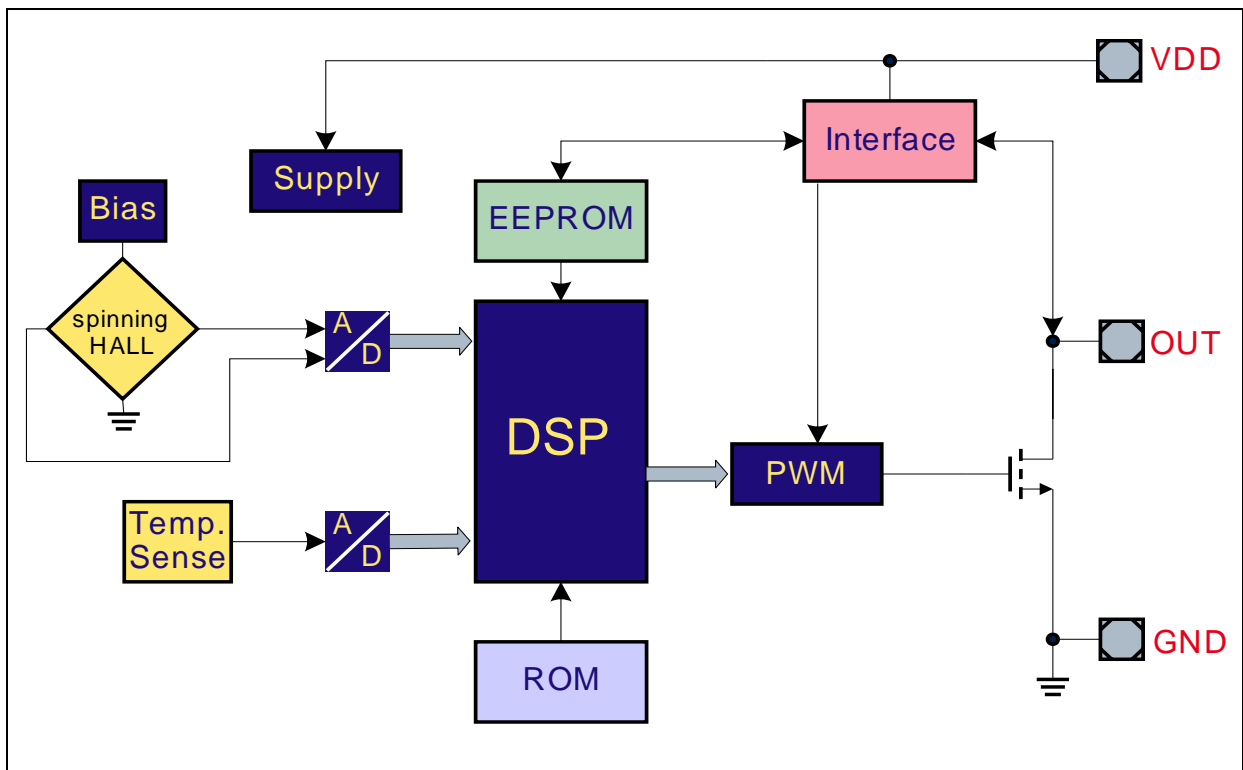 VDD
Interface
Supply
Bias
EEPROM
spinning
HALL
A
D
OUT
DSP
PWM
Temp.
Sense
A
D
GND
ROM